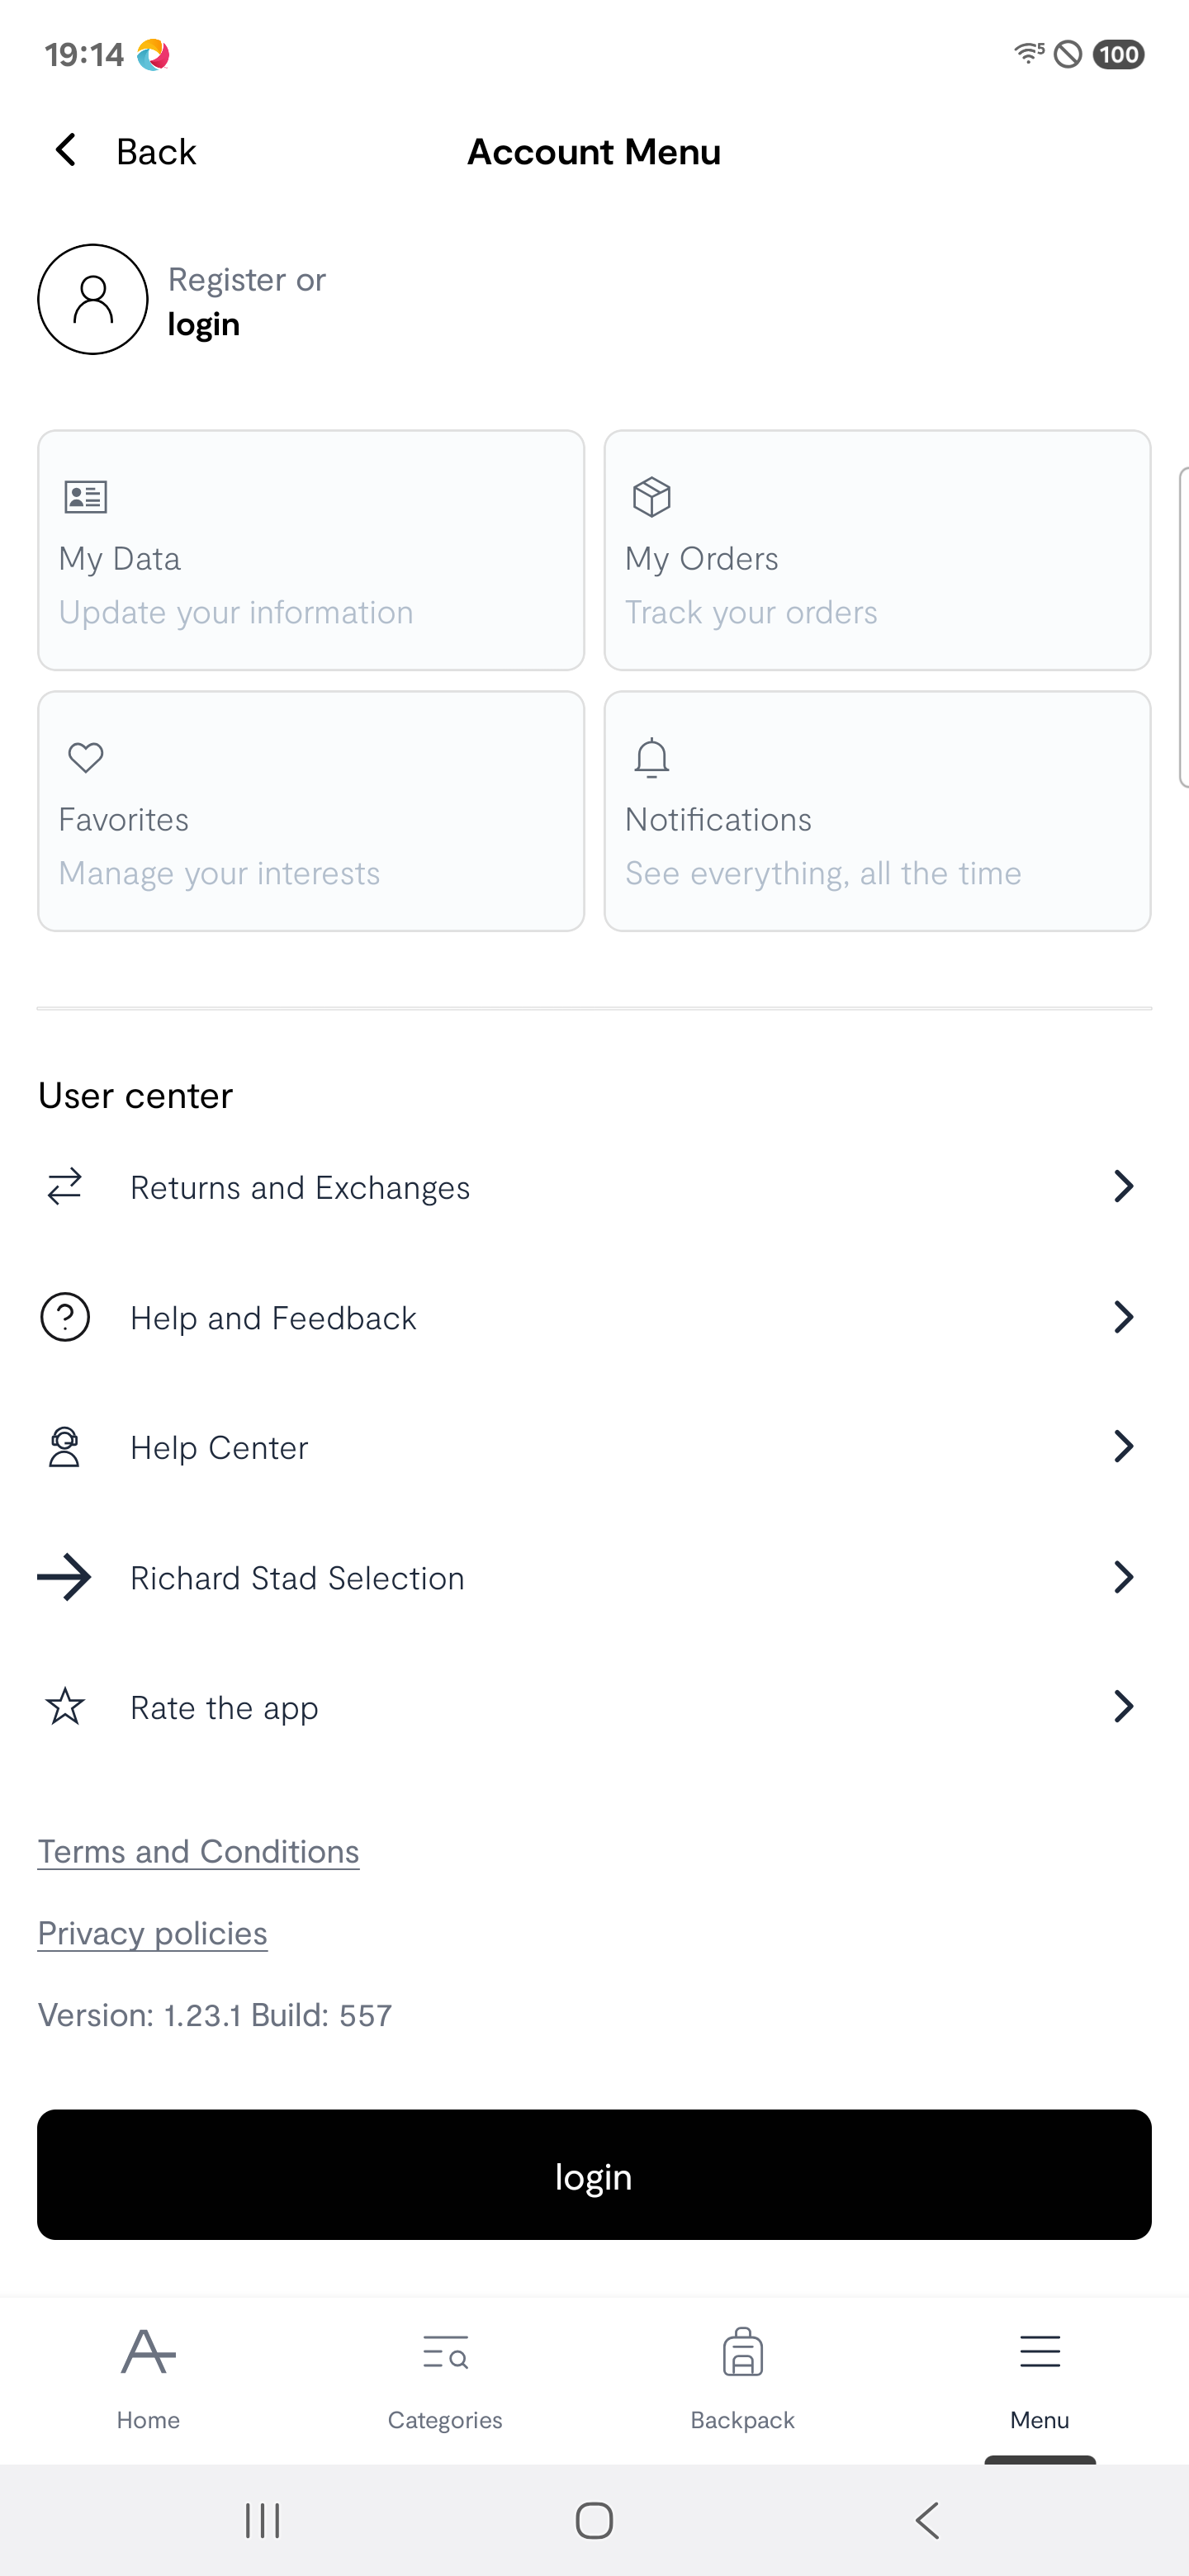 19:14
5
100
Back
Account Menu
Register or
login
My Data
Update your information
My Orders
Track your orders
Favorites
Manage your interests
Notifications
See everything, all the time
User center
Returns and Exchanges
Help and Feedback
Help Center
Richard Stad Selection
Rate the app
Terms and Conditions
Privacy policies
Version: 1.23.1 Build: 557
login
Home
Categories
Backpack
Menu